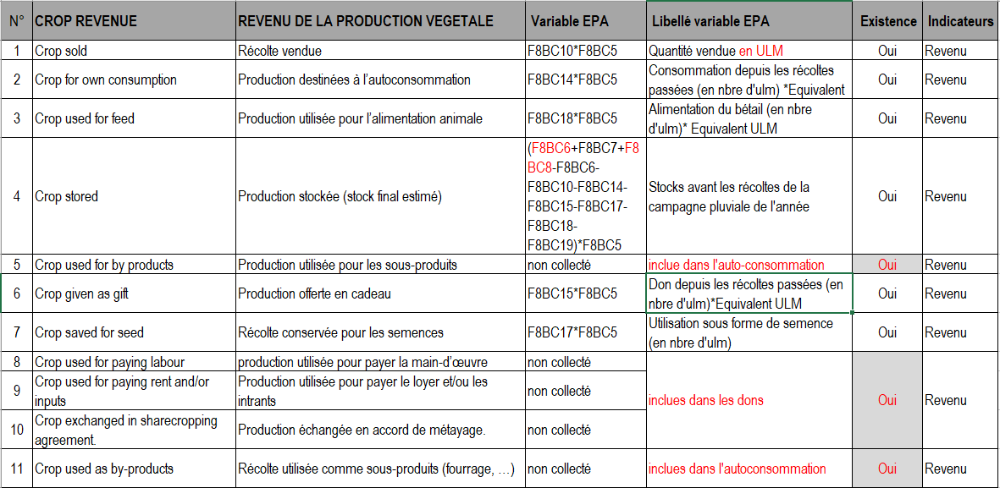 N° CROP REVENUE REVENU DE LA PRODUCTION VEGETALE Variable EPA Libellé variable EPA Existence Indicateurs
1 Crop sold Récolte vendue F8BC10*F8BC5 Quantité vendue en ULM Oui Revenu
2 Crop for own consumption Production destinées à l'autoconsommation F8BC14*F8BC5 Consommation depuis les récoltes
passées (en nbre d'ulm) *Equivalent Oui Revenu
3 Crop used for feed Production utilisée pour l'alimentation animale F8BC18*F8BC5 Alimentation du bétail (en nbre
d'ulm)* Equivalent ULM Oui Revenu
4 Crop stored Production stockée (stock final estimé) (F8BC6+F8BC7+F8
BC8-F8BC6-
F8BC10-F8BC14-
F8BC15-F8BC17-
F8BC18-
F8BC19)*F8BC5 Stocks avant les récoltes de la
campagne pluviale de l'année Oui Revenu
5 Crop used for by products Production utilisée pour les sous-produits non collecté inclue dans l'auto-consommation Oui Revenu
6 Crop given as gift Production offerte en cadeau F8BC15*F8BC5 Don depuis les récoltes passées (en
nbre d'ulm)*Equivalent ULM Oui Revenu
7 Crop saved for seed Récolte conservée pour les semences F8BC17*F8BC5 Utilisation sous forme de semence
(en nbre d'ulm) Oui Revenu
8 Crop used for paying labour production utilisée pour payer la main-d'œuvre non collecté
9 Crop used for paying rent and/or
inputs Production utilisée pour payer le loyer et/ou les
intrants non collecté inclues dans les dons Oui Revenu
10 Crop exchanged in sharecropping
agreement. Production échangée en accord de métayage. non collecté
11 Crop used as by-products Récolte utilisée comme sous-produits (fourrage, …) non collecté inclues dans l'autoconsommation Oui Revenu